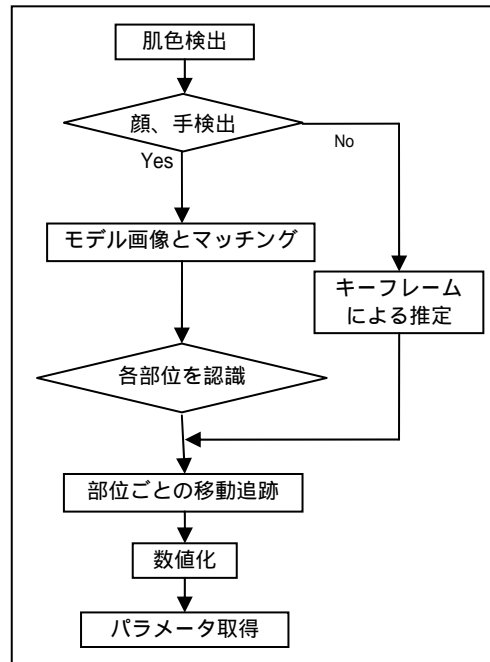 肌色検出
顔、手検出
Yes
No
モデル画像とマッチング
キーフレーム
による推定
各部位を認識
部位ごとの移動追跡
数値化
パラメータ取得